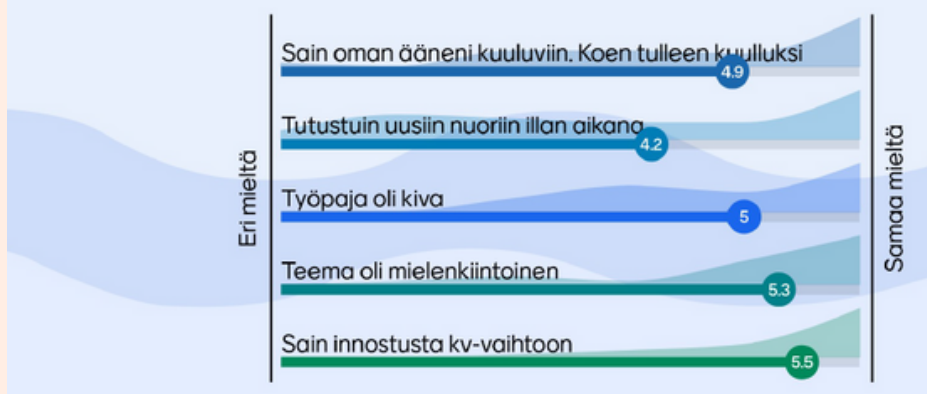 Sain oman ääneni kuuluviin. Koen tulleen kuulluksi
4.9
Tutustuin uusiin nuoriin illan aikana
4.2
Eri mieltä
Työpaja oli kiva
5
Samaa mieltä
Teema oli mielenkiintoinen
5.3
Sain innostusta kv-vaihtoon
5.5